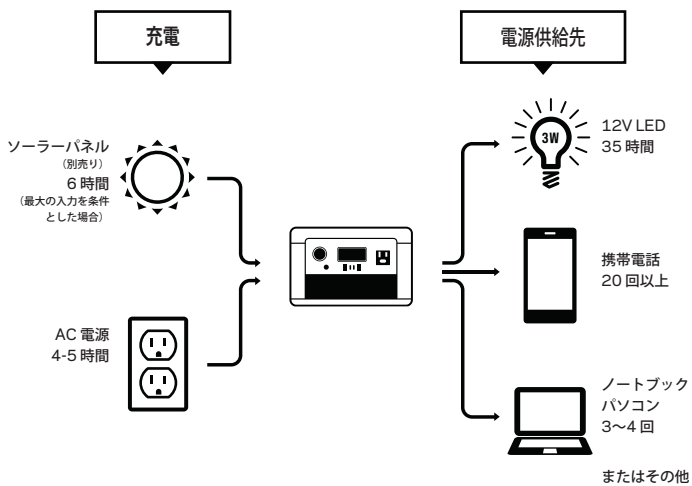 充電
ソーラーパネル
(別売り)
6 時間
(最大の入力を条件
とした場合)
AC 電源
4-5 時間
電源供給先
3W
12V LED
35 時間
携帯電話
20 回以上
ノートブック
パソコン
3〜4 回
またはその他